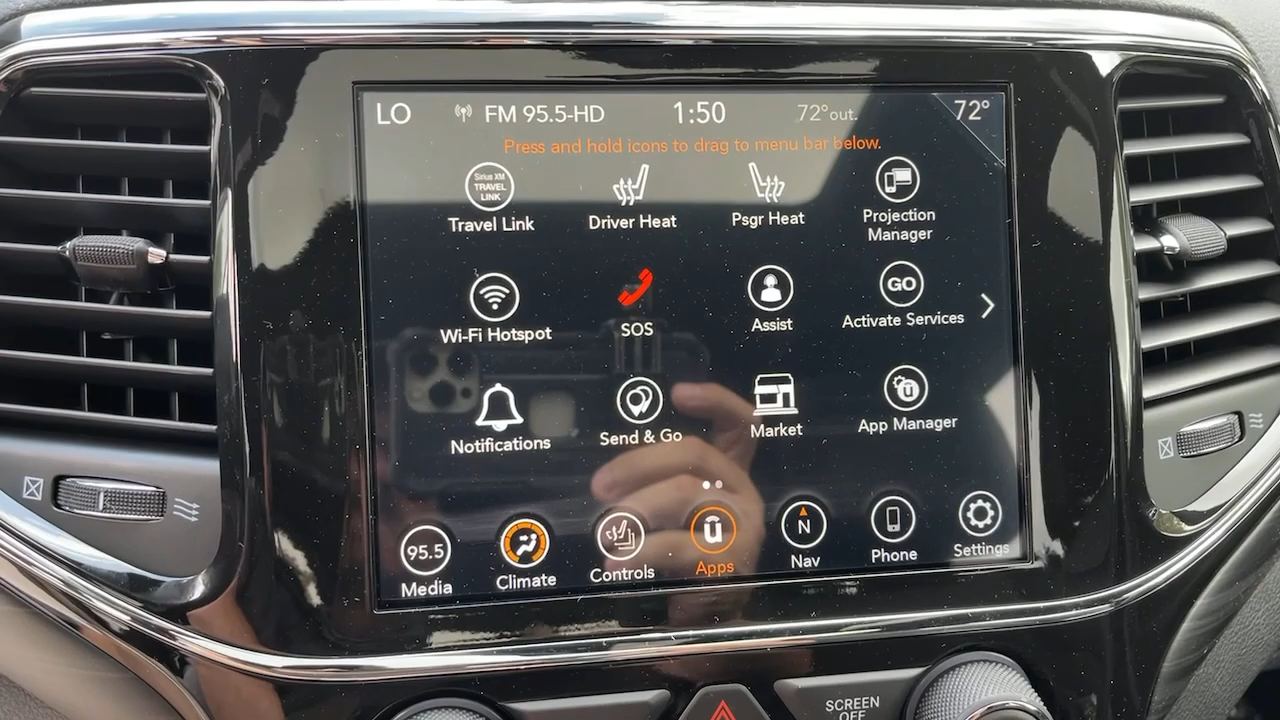 LO FM 95.5-HD 1:50 72°out. 72°
Press and hold icons to drag to menu bar below.
Sirius XM
TRAVEL
LINK
Travel Link
Driver Heat
Psgr Heat
Projection
Manager
Wi-Fi Hotspot
SOS
Assist
GO
Activate Services
Notifications
Send & Go
Market
App Manager
95.5
Media
Climate
Controls
ū
Apps
N
Nav
Phone
Settings
SCREEN
OFF